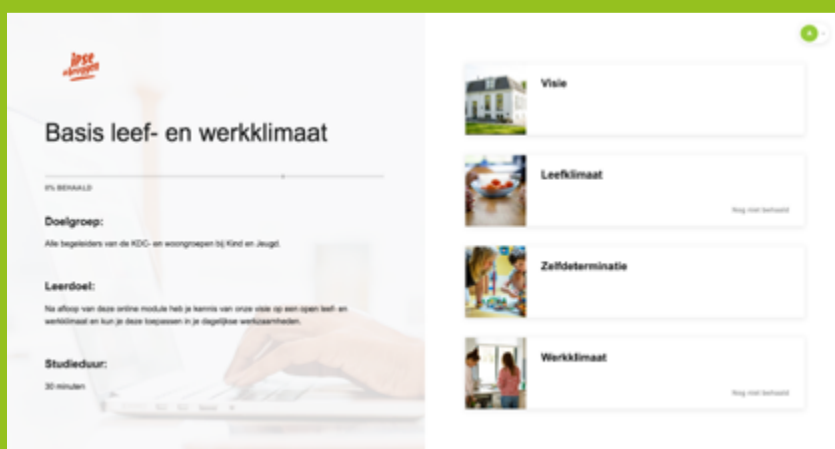 ipse
de bruggen
Basis leef- en werkklimaat
0% BEHAALD
Doelgroep:
Alle begeleiders van de KDC- en woongroepen bij Kind en Jeugd.
Leerdoel:
Na afloop van deze online module heb je kennis van onze visie op een open leef- en
werkklimaat en kun je deze toepassen in je dagelijkse werkzaamheden.
Studieduur:
30 minuten
Visie
Leefklimaat
Nog niet behaald
Zelfdeterminatie
Werkklimaat
Nog niet behaald